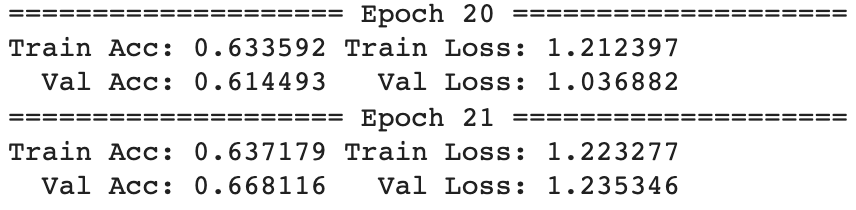 ==================== Epoch 20 ====================
Train Acc: 0.633592 Train Loss: 1.212397
  Val Acc: 0.614493   Val Loss: 1.036882
==================== Epoch 21 ====================
Train Acc: 0.637179 Train Loss: 1.223277
  Val Acc: 0.668116   Val Loss: 1.235346